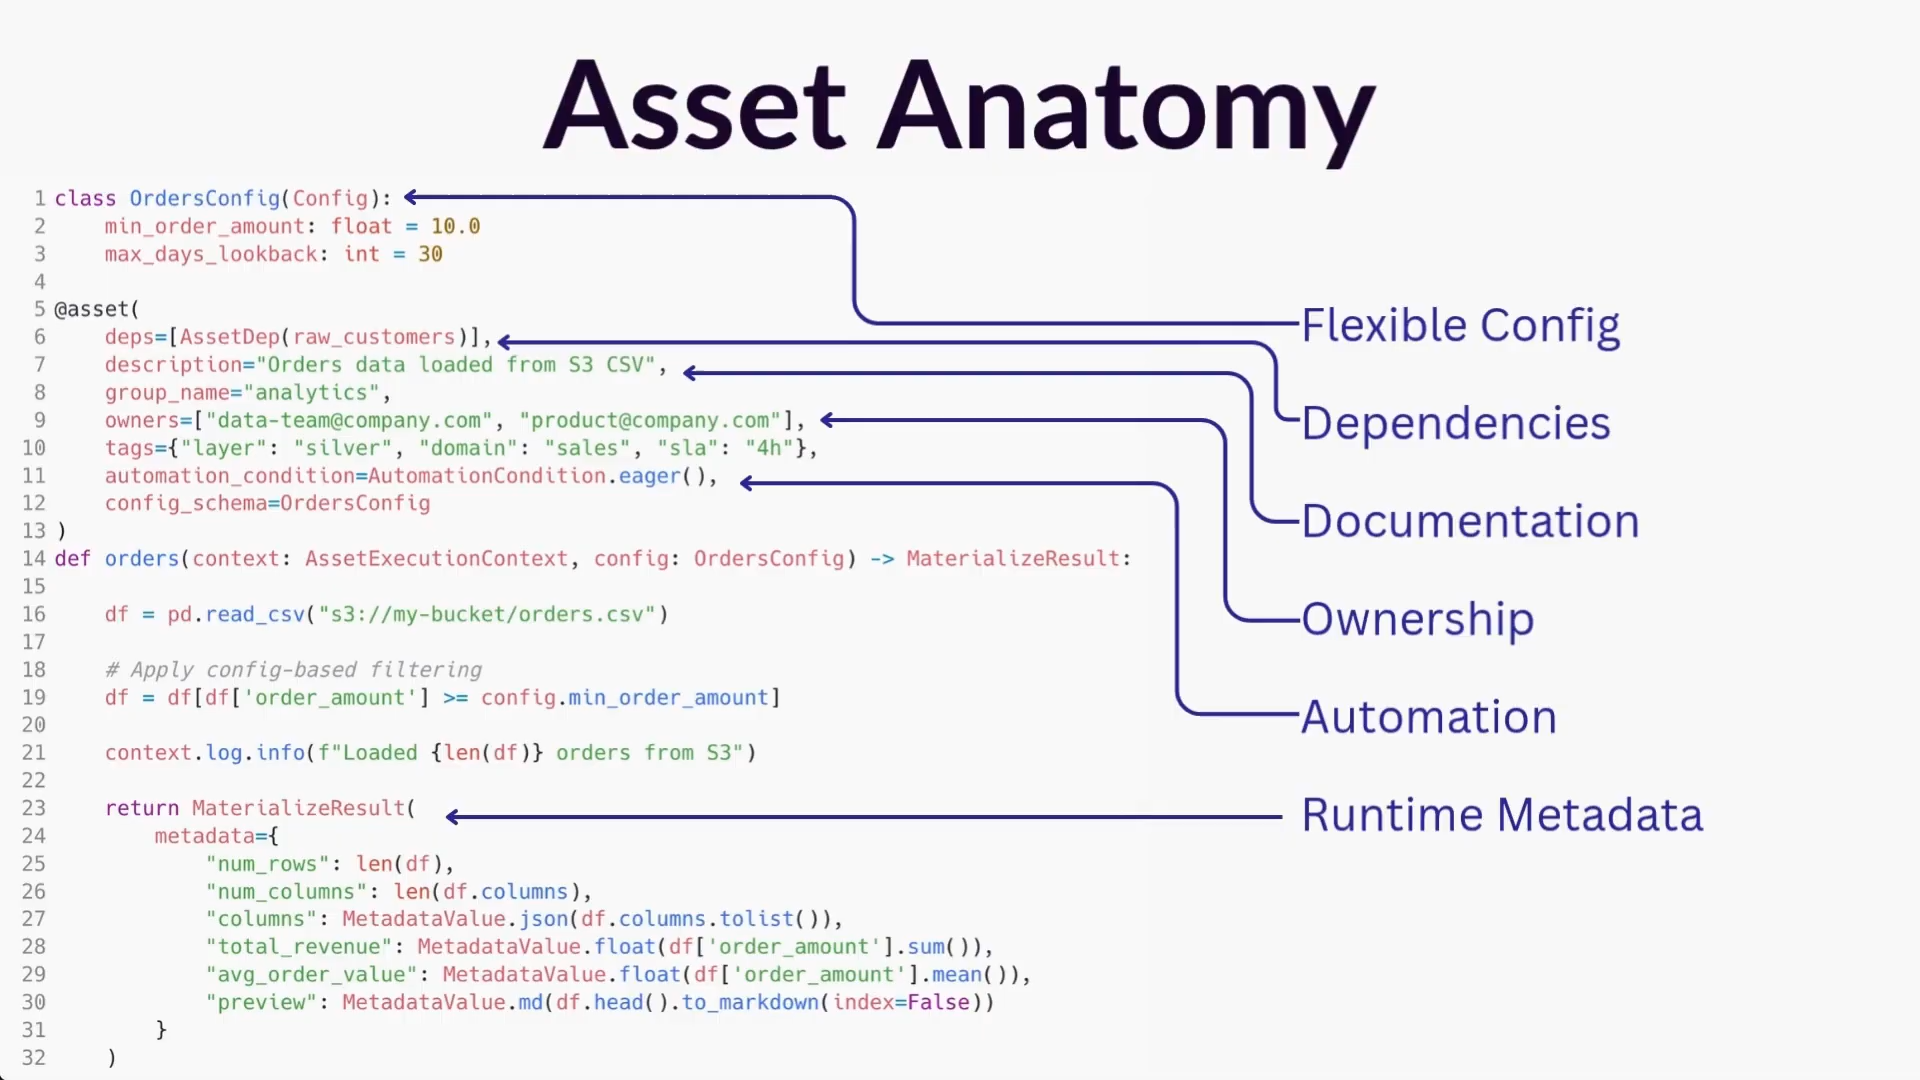 Asset Anatomy
1 class OrdersConfig(Config):
2     min_order_amount: float = 10.0
3     max_days_lookback: int = 30
4
5 @asset(
6     deps=[AssetDep(raw_customers)],
7     description="Orders data loaded from S3 CSV",
8     group_name="analytics",
9     owners=["data-team@company.com", "product@company.com"],
10     tags={"layer": "silver", "domain": "sales", "sla": "4h"},
11     automation_condition=AutomationCondition.eager(),
12     config_schema=OrdersConfig
13 )
14 def orders(context: AssetExecutionContext, config: OrdersConfig) -> MaterializeResult:
15
16     df = pd.read_csv("s3://my-bucket/orders.csv")
17
18     # Apply config-based filtering
19     df = df[df['order_amount'] >= config.min_order_amount]
20
21     context.log.info(f"Loaded {len(df)} orders from S3")
22
23     return MaterializeResult(
24         metadata={
25             "num_rows": len(df),
26             "num_columns": len(df.columns),
27             "columns": MetadataValue.json(df.columns.tolist()),
28             "total_revenue": MetadataValue.float(df['order_amount'].sum()),
29             "avg_order_value": MetadataValue.float(df['order_amount'].mean()),
30             "preview": MetadataValue.md(df.head().to_markdown(index=False))
31         }
32     )
Flexible Config
Dependencies
Documentation
Ownership
Automation
Runtime Metadata